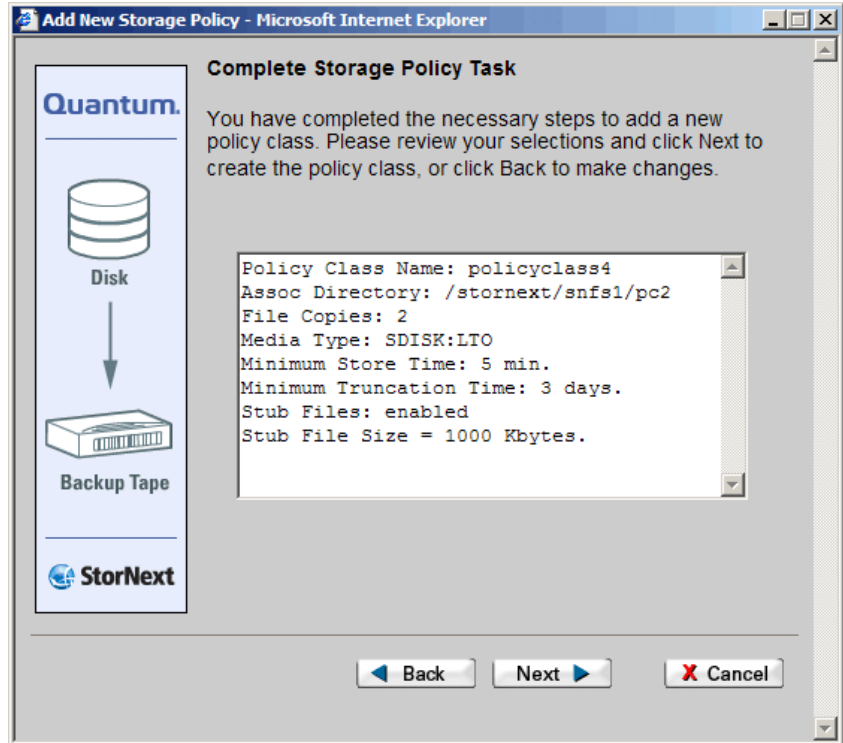 Add New Storage Policy - Microsoft Internet Explorer
Quantum.
Disk
Backup Tape
StorNext
Complete Storage Policy Task
You have completed the necessary steps to add a new
policy class. Please review your selections and click Next to
create the policy class, or click Back to make changes.
Policy Class Name: policyclass4
Assoc Directory: /stornext/snfs1/pc2
File Copies: 2
Media Type: SDISK:LTO
Minimum Store Time: 5 min.
Minimum Truncation Time: 3 days.
Stub Files: enabled
Stub File Size = 1000 Kbytes.
Back
Next
Cancel